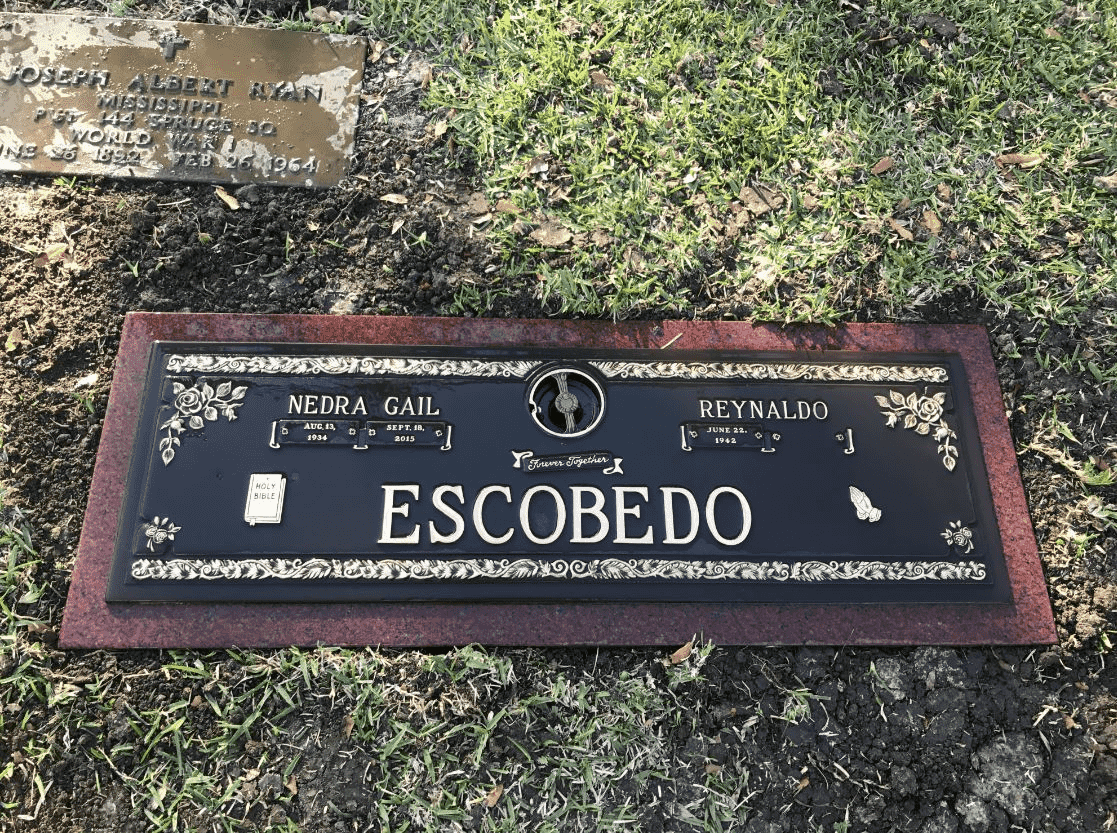 JOSEPH ALBERT RYAN
MISSISSIPPI
144 SPRUCE SQ
WORLD WAR I
1892 FEB 26 1964
NEDRA GAIL
AUG. 13,
1934
SEPT. 18,
2015
REYNALDO
JUNE 22,
1942
Forever Together
HOLY
BIBLE
ESCOBEDO